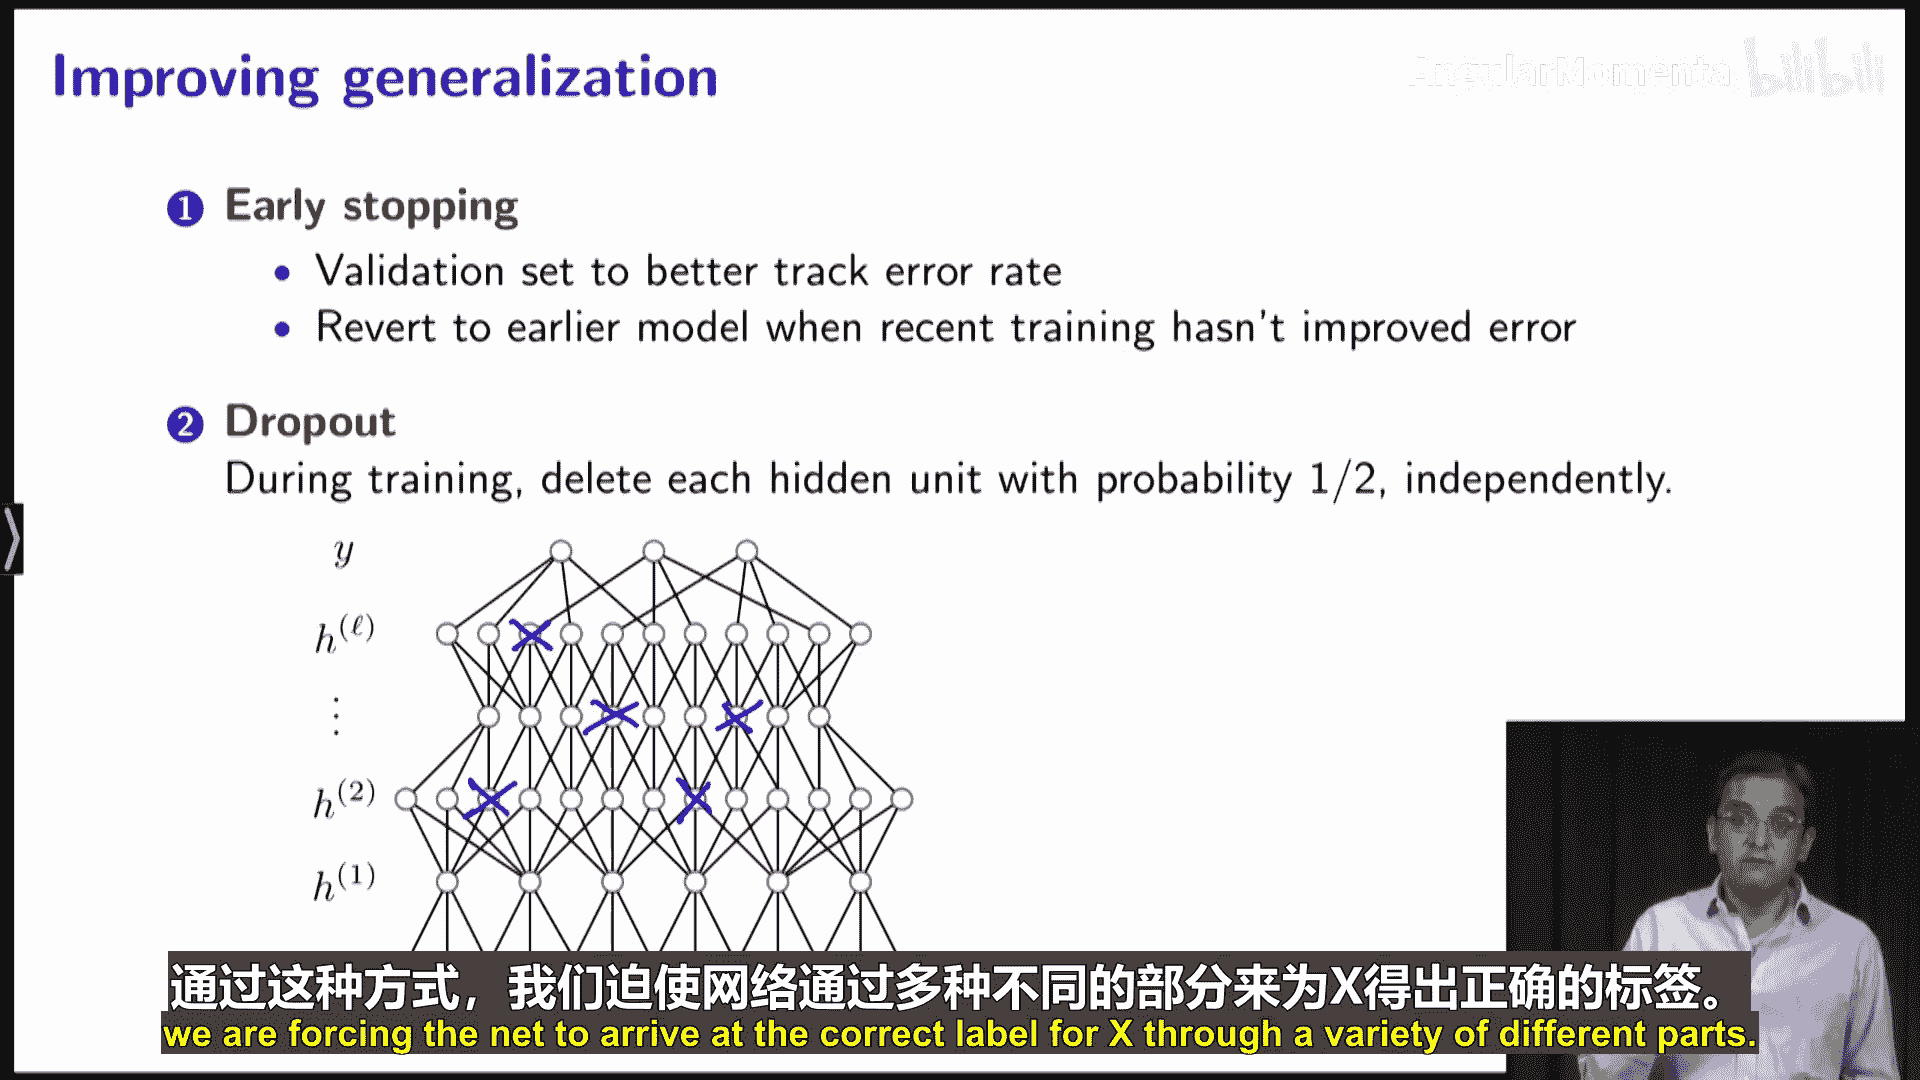 Improving generalization
AngularMomenta bilibili
1 Early stopping
• Validation set to better track error rate
• Revert to earlier model when recent training hasn't improved error
2 Dropout
During training, delete each hidden unit with probability 1/2, independently.
y
h^(ℓ)
⋮
h^(2)
h^(1)
通过这种方式，我们迫使网络通过多种不同的部分来为X得出正确的标签。
we are forcing the net to arrive at the correct label for X through a variety of different parts.